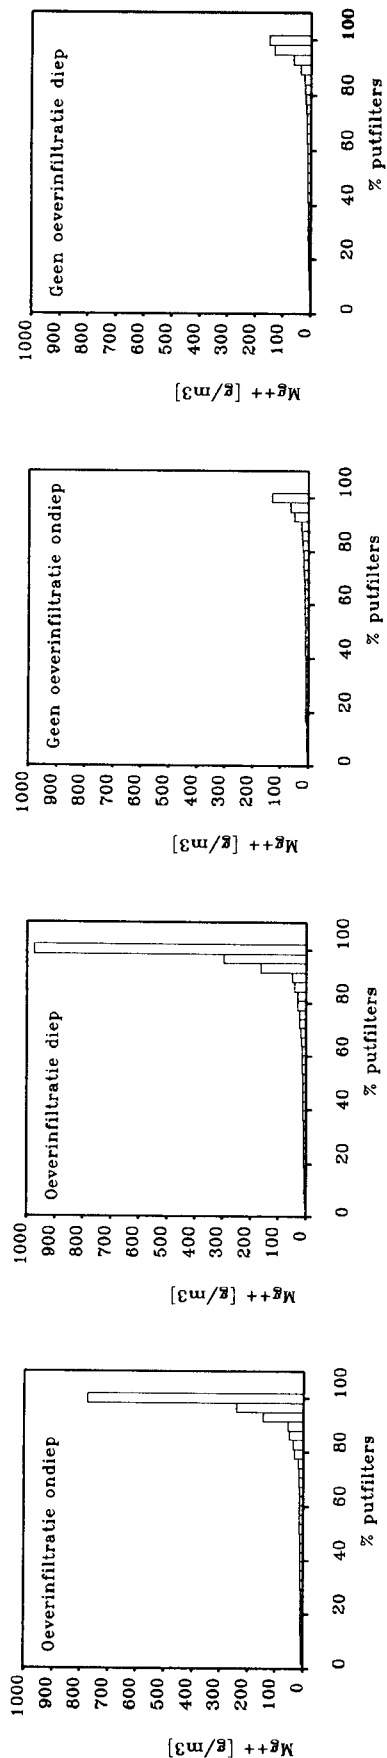 Oeverinfiltratie ondiep
Mg++ [g/m3]
1000
900
800
700
600
500
400
300
200
100
0
0 20 40 60 80 100
% putfilters
Oeverinfiltratie diep
Mg++ [g/m3]
1000
900
800
700
600
500
400
300
200
100
0
0 20 40 60 80 100
% putfilters
Geen oeverinfiltratie ondiep
Mg++ [g/m3]
1000
900
800
700
600
500
400
300
200
100
0
0 20 40 60 80 100
% putfilters
Geen oeverinfiltratie diep
Mg++ [g/m3]
1000
900
800
700
600
500
400
300
200
100
0
0 20 40 60 80 100
% putfilters